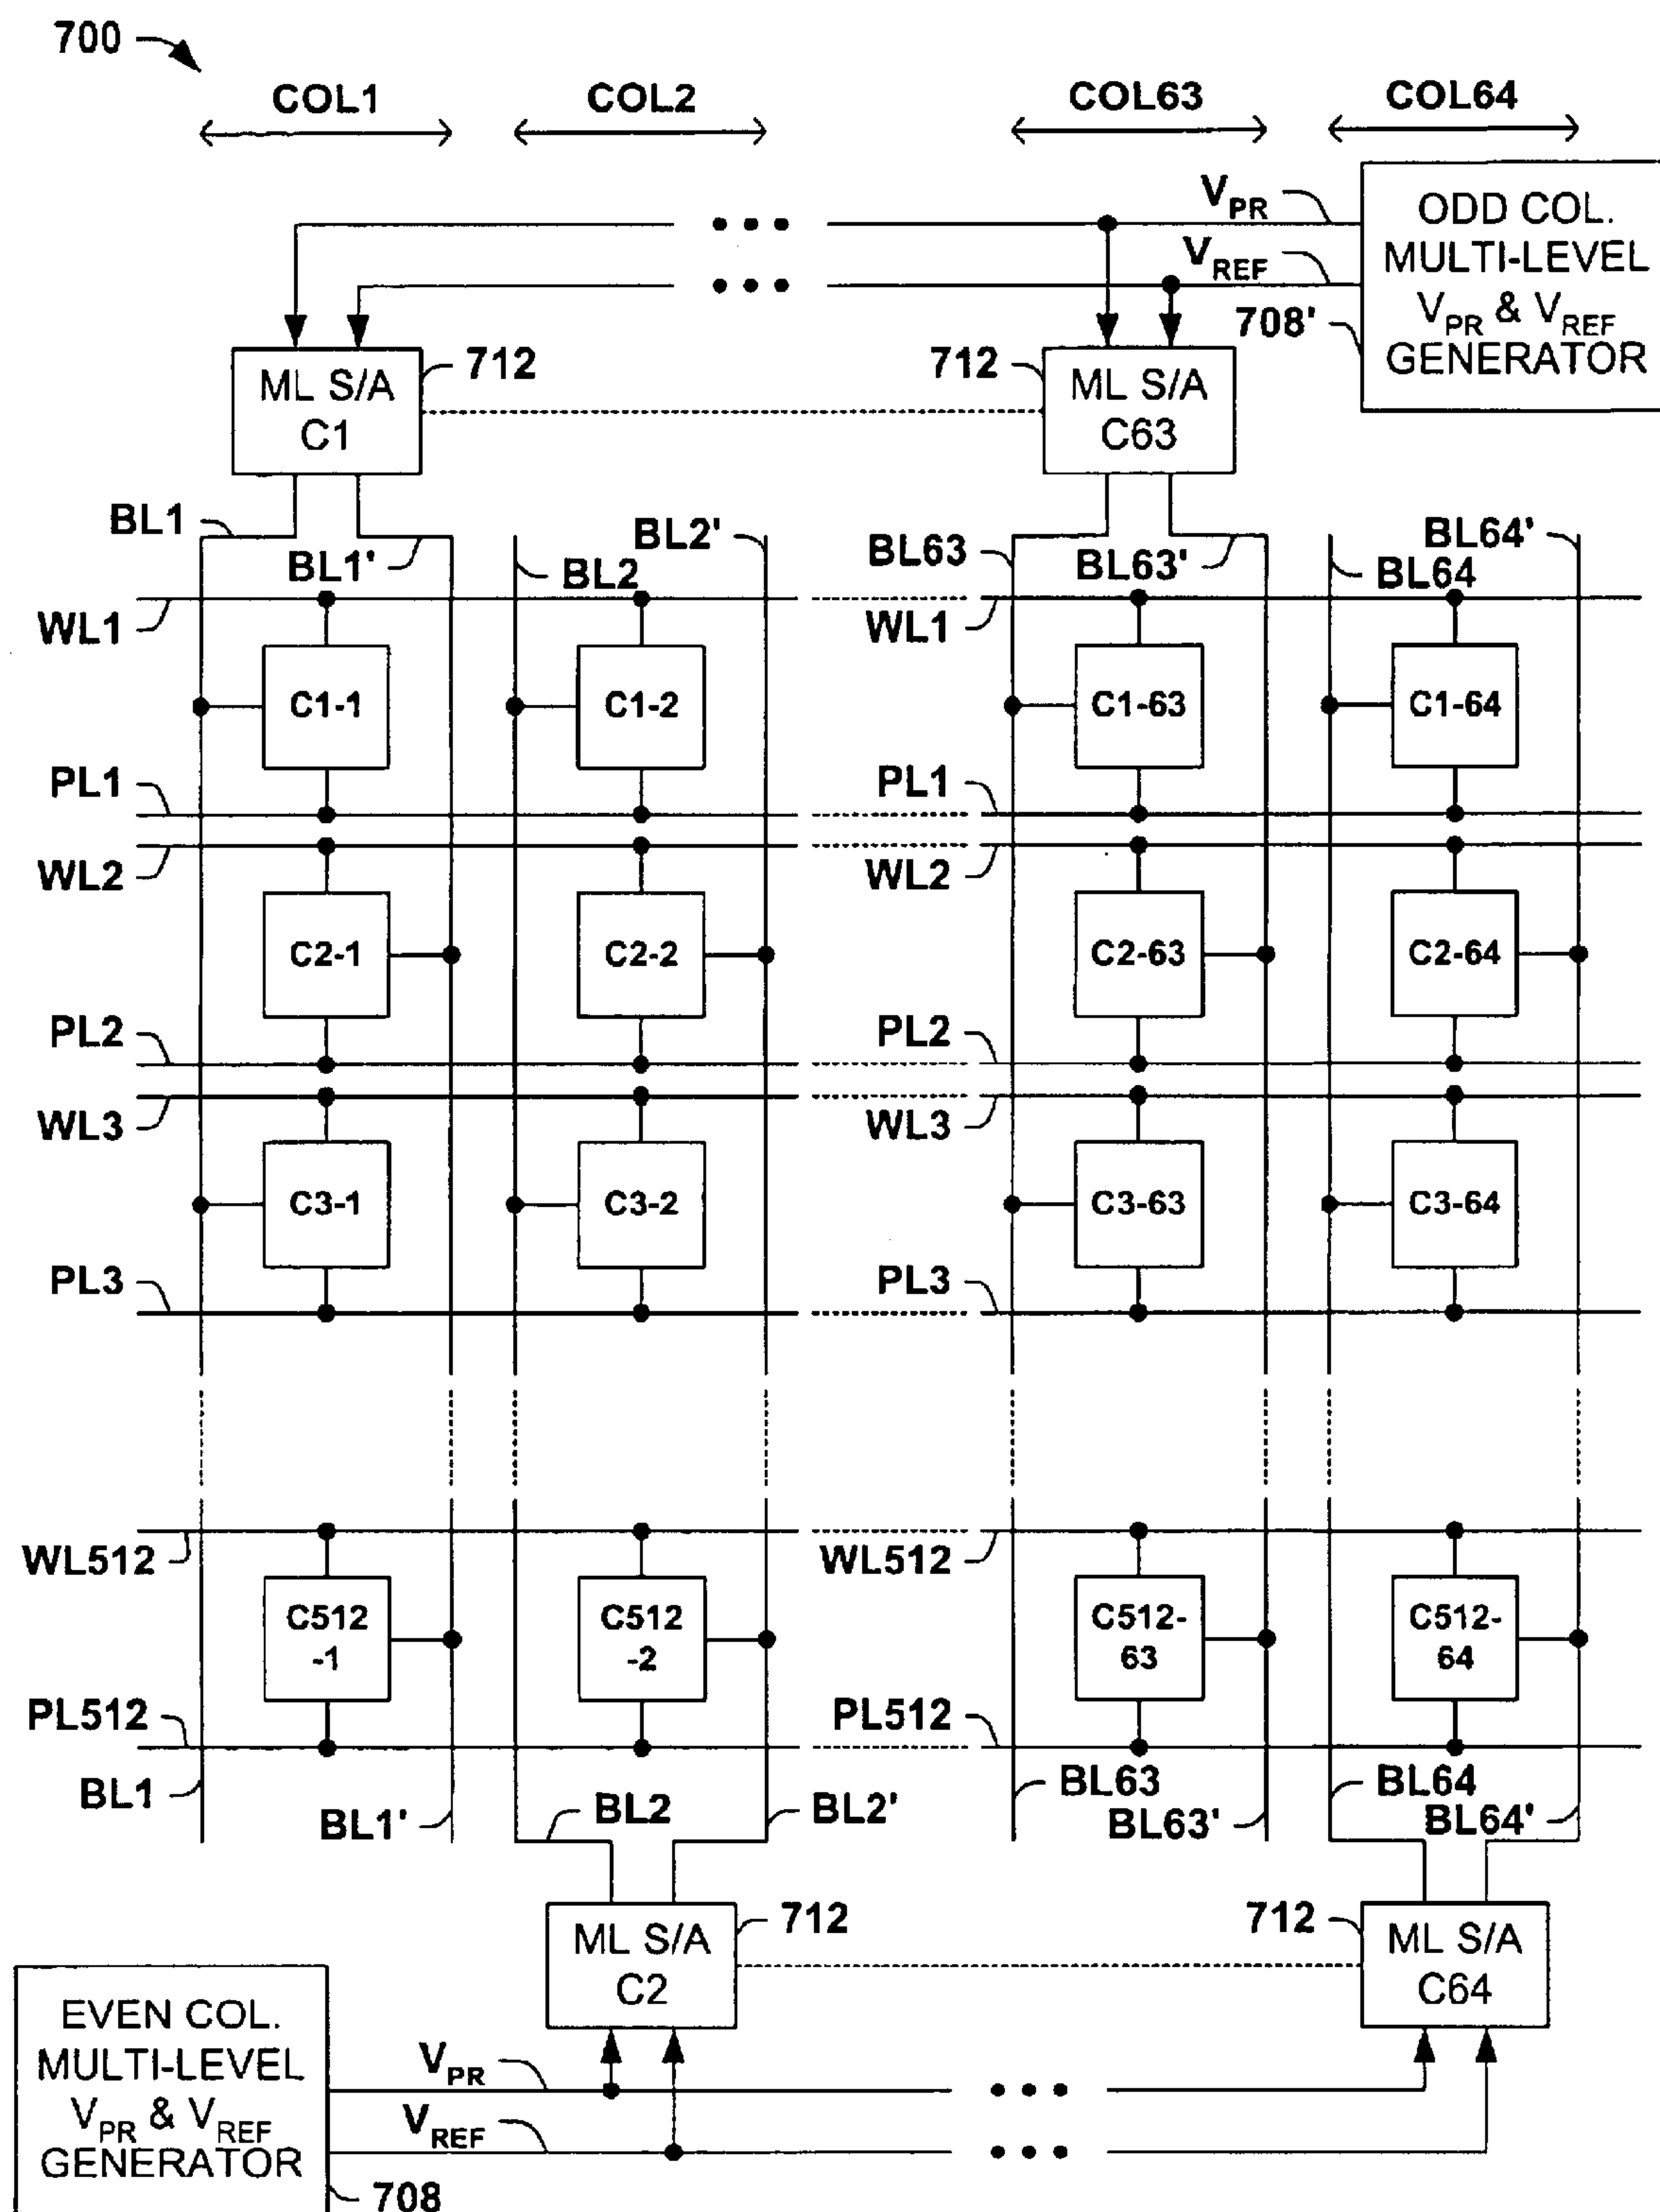 700
COL1 COL2 COL63 COL64
VPR
VREF
ODD COL.
MULTI-LEVEL
VPR & VREF
GENERATOR
708'
ML S/A
C1
712
712
ML S/A
C63
BL1
BL1'
BL2
BL2'
BL63
BL63'
BL64
BL64'
WL1 WL1
C1-1 C1-2 C1-63 C1-64
PL1 PL1
WL2 WL2
C2-1 C2-2 C2-63 C2-64
PL2 PL2
WL3 WL3
C3-1 C3-2 C3-63 C3-64
PL3 PL3
WL512 WL512
C512
-1
C512
-2
C512-
63
C512-
64
PL512 PL512
BL1
BL1'
BL2
BL2'
BL63
BL63'
BL64
BL64'
ML S/A
C2
712
712
ML S/A
C64
EVEN COL.
MULTI-LEVEL
VPR & VREF
GENERATOR
708
VPR
VREF